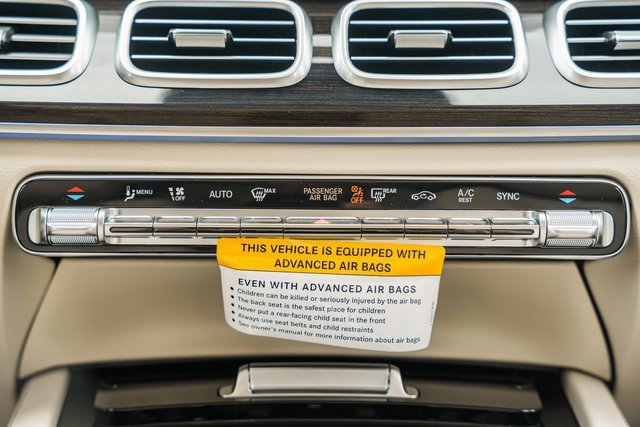 MENU
OFF
AUTO
MAX
PASSENGER
AIR BAG
OFF
REAR
A/C
REST
SYNC
THIS VEHICLE IS EQUIPPED WITH
ADVANCED AIR BAGS
EVEN WITH ADVANCED AIR BAGS
• Children can be killed or seriously injured by the air bag
• The back seat is the safest place for children
• Never put a rear-facing child seat in the front
• Always use seat belts and child restraints
• See owner's manual for more information about air bags